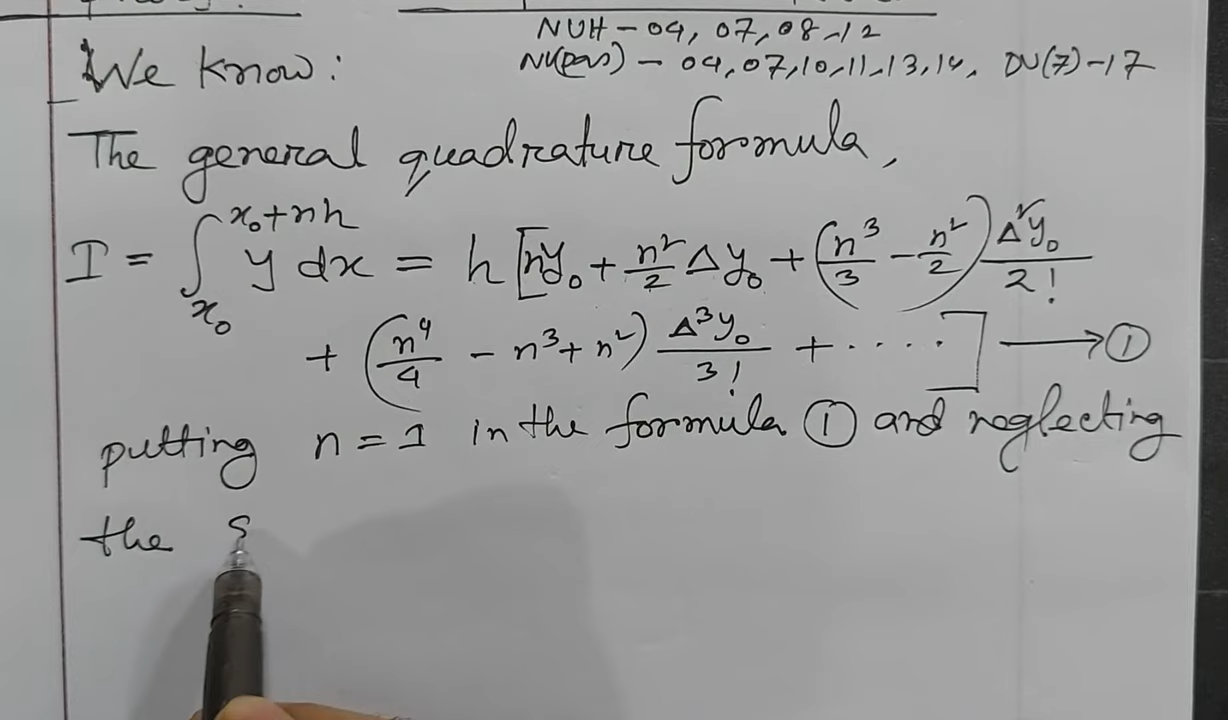 NUH - 04, 07, 08, 12
NU(pas) - 04, 07, 10, 11, 13, 14, DU(7) - 17
We know:
The general quadrature formula,
I = ∫_{x₀}^{x₀+nh} y dx = h [ny₀ + n²/2 Δy₀ + (n³/3 - n²/2) Δ²y₀/2!
+ (n⁴/4 - n³ + n²) Δ³y₀/3! + .....] → ①
putting n = 1 in the formula ① and neglecting
the s